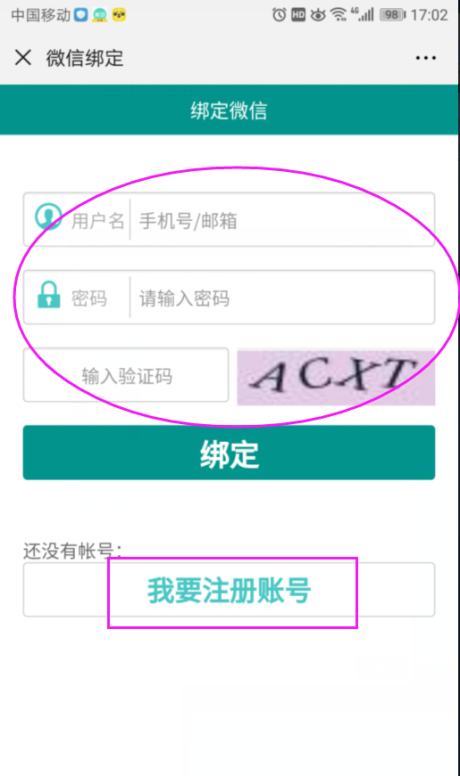 中国移动 HD 4G 98 17:02
微信绑定
绑定微信
用户名 手机号/邮箱
密码 请输入密码
输入验证码 ACXT
绑定
还没有帐号:
我要注册账号